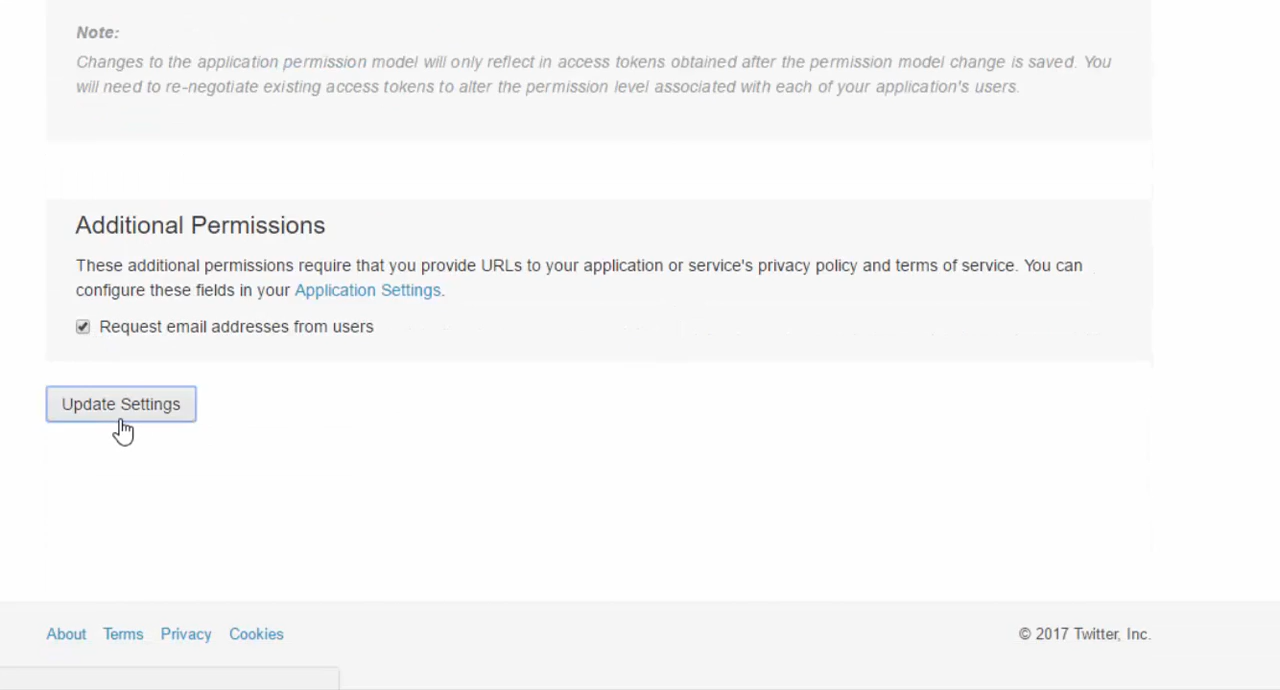 Note:
Changes to the application permission model will only reflect in access tokens obtained after the permission model change is saved. You
will need to re-negotiate existing access tokens to alter the permission level associated with each of your application's users.
Additional Permissions
These additional permissions require that you provide URLs to your application or service's privacy policy and terms of service. You can
configure these fields in your Application Settings.
Request email addresses from users
Update Settings
About Terms Privacy Cookies © 2017 Twitter, Inc.